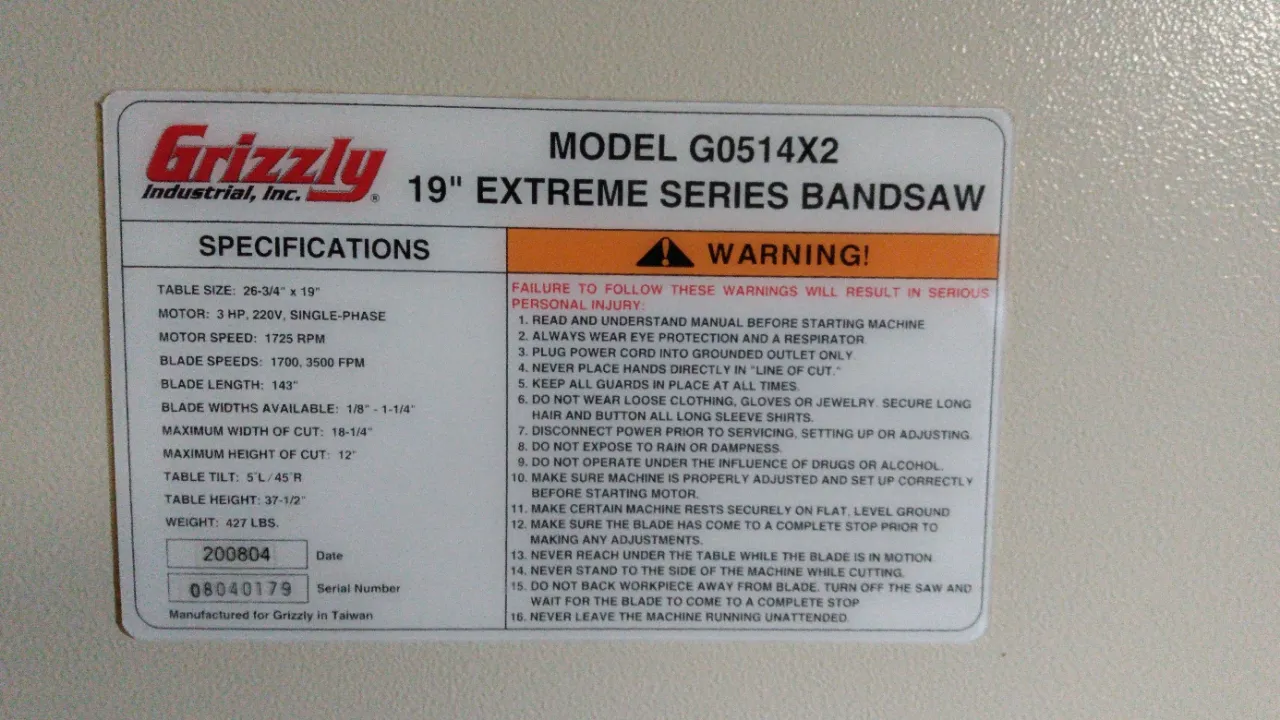 Grizzly
Industrial, Inc. ®
MODEL G0514X2
19" EXTREME SERIES BANDSAW
SPECIFICATIONS
TABLE SIZE: 26-3/4" x 19"
MOTOR: 3 HP, 220V, SINGLE-PHASE
MOTOR SPEED: 1725 RPM
BLADE SPEEDS: 1700, 3500 FPM
BLADE LENGTH: 143"
BLADE WIDTHS AVAILABLE: 1/8" - 1-1/4"
MAXIMUM WIDTH OF CUT: 18-1/4"
MAXIMUM HEIGHT OF CUT: 12"
TABLE TILT: 5°L / 45°R
TABLE HEIGHT: 37-1/2"
WEIGHT: 427 LBS.
200804 Date
08040179 Serial Number
Manufactured for Grizzly in Taiwan
WARNING!
FAILURE TO FOLLOW THESE WARNINGS WILL RESULT IN SERIOUS
PERSONAL INJURY:
1. READ AND UNDERSTAND MANUAL BEFORE STARTING MACHINE
2. ALWAYS WEAR EYE PROTECTION AND A RESPIRATOR.
3. PLUG POWER CORD INTO GROUNDED OUTLET ONLY.
4. NEVER PLACE HANDS DIRECTLY IN "LINE OF CUT."
5. KEEP ALL GUARDS IN PLACE AT ALL TIMES.
6. DO NOT WEAR LOOSE CLOTHING, GLOVES OR JEWELRY. SECURE LONG
HAIR AND BUTTON ALL LONG SLEEVE SHIRTS.
7. DISCONNECT POWER PRIOR TO SERVICING, SETTING UP OR ADJUSTING.
8. DO NOT EXPOSE TO RAIN OR DAMPNESS.
9. DO NOT OPERATE UNDER THE INFLUENCE OF DRUGS OR ALCOHOL.
10. MAKE SURE MACHINE IS PROPERLY ADJUSTED AND SET UP CORRECTLY
BEFORE STARTING MOTOR.
11. MAKE CERTAIN MACHINE RESTS SECURELY ON FLAT, LEVEL GROUND
12. MAKE SURE THE BLADE HAS COME TO A COMPLETE STOP PRIOR TO
MAKING ANY ADJUSTMENTS.
13. NEVER REACH UNDER THE TABLE WHILE THE BLADE IS IN MOTION
14. NEVER STAND TO THE SIDE OF THE MACHINE WHILE CUTTING.
15. DO NOT BACK WORKPIECE AWAY FROM BLADE. TURN OFF THE SAW AND
WAIT FOR THE BLADE TO COME TO A COMPLETE STOP
16. NEVER LEAVE THE MACHINE RUNNING UNATTENDED.